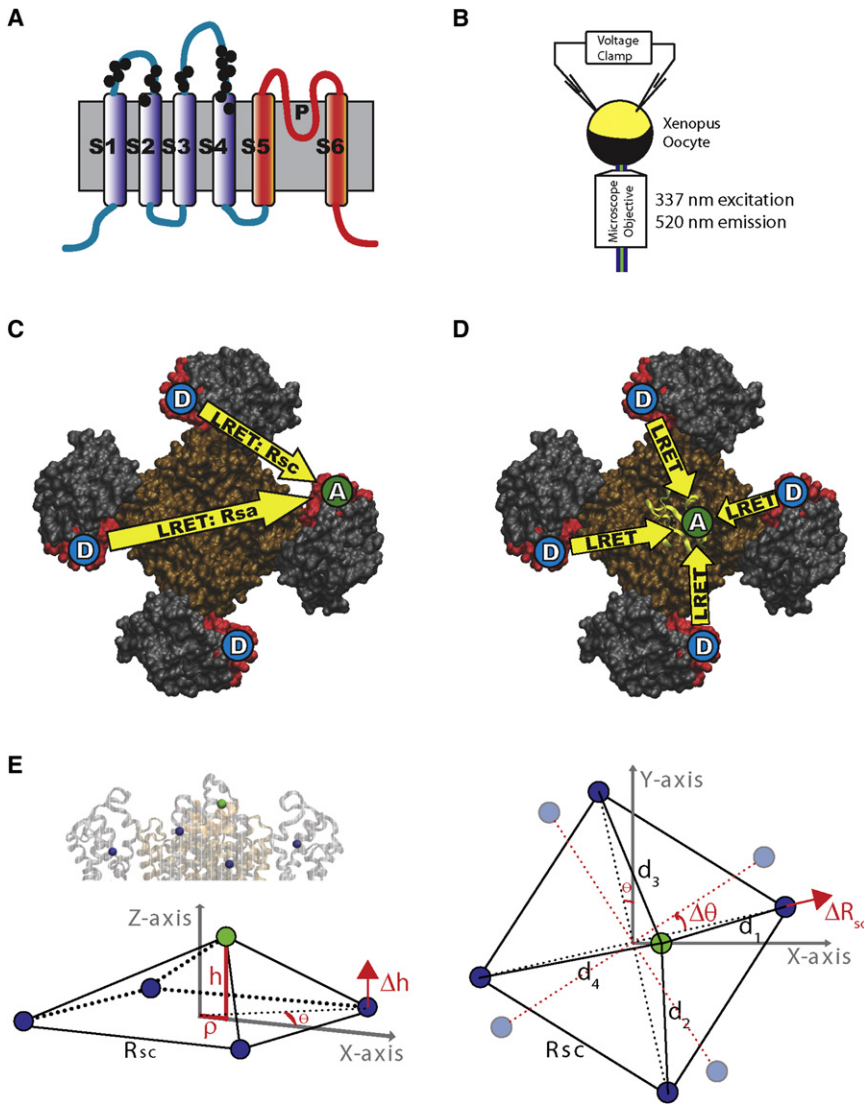 A
S1 S2 S3 S4 S5 P S6
B
Voltage
Clamp
Xenopus
Oocyte
Microscope
Objective
337 nm excitation
520 nm emission
C
D
LRET: Rsc
A
LRET: Rsa
D
D
D
D
LRET
D
LRET
A
LRET
D
LRET
D
E
Z-axis
h
Δh
ρ
θ
X-axis
Rsc
Y-axis
d3
θ
Δθ
ΔRsc
d1
X-axis
d4
d2
Rsc